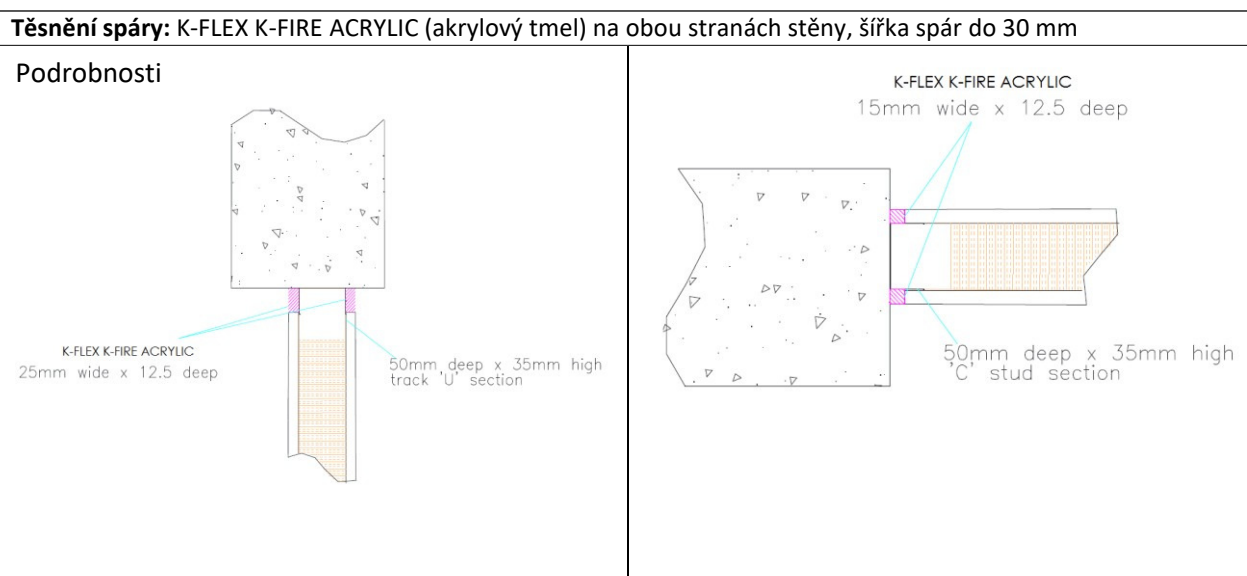 Těsnění spáry: K-FLEX K-FIRE ACRYLIC (akrylový tmel) na obou stranách stěny, šířka spár do 30 mm
Podrobnosti
K-FLEX K-FIRE ACRYLIC
25mm wide x 12.5 deep
50mm deep x 35mm high
track 'U' section
K-FLEX K-FIRE ACRYLIC
15mm wide x 12.5 deep
50mm deep x 35mm high
'C' stud section